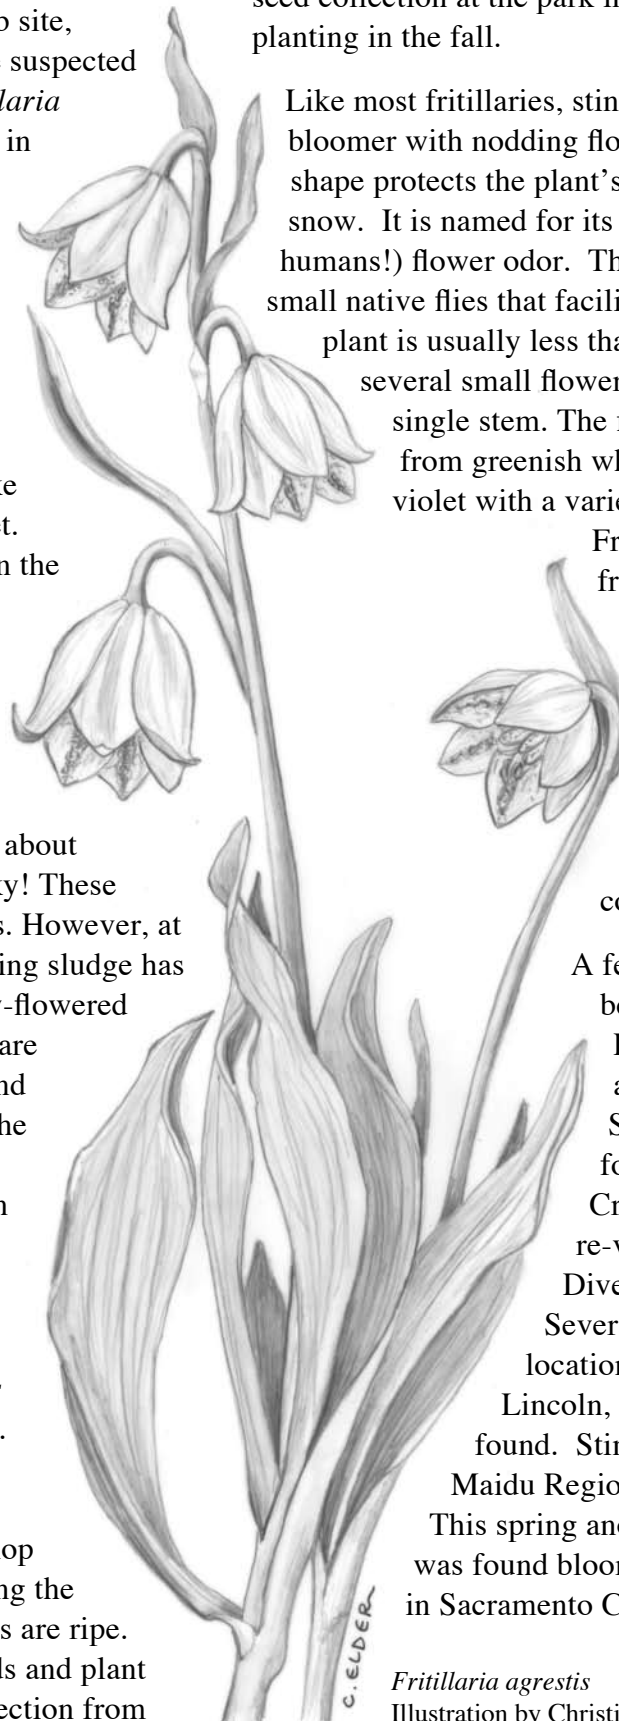 b site,
suspected
laria
in
ke
et.
n the
about
ky! These
s. However, at
ing sludge has
y-flowered
are
nd
he
n
.
op
ng the
s are ripe.
ds and plant
ection from
seed collection at the park
planting in the fall.
Like most fritillaries, stin
bloomer with nodding flo
shape protects the plant's
snow. It is named for its
humans!) flower odor. Th
small native flies that facili
plant is usually less tha
several small flower
single stem. The
from greenish wh
violet with a varie
Fr
fr
co
A fe
be
a
S
fo
Cr
re-v
Dive
Sever
location
Lincoln,
found. Stin
Maidu Regio
This spring and
was found bloom
in Sacramento C
C. ELDER
Fritillaria agrestis
Illustration by Christi